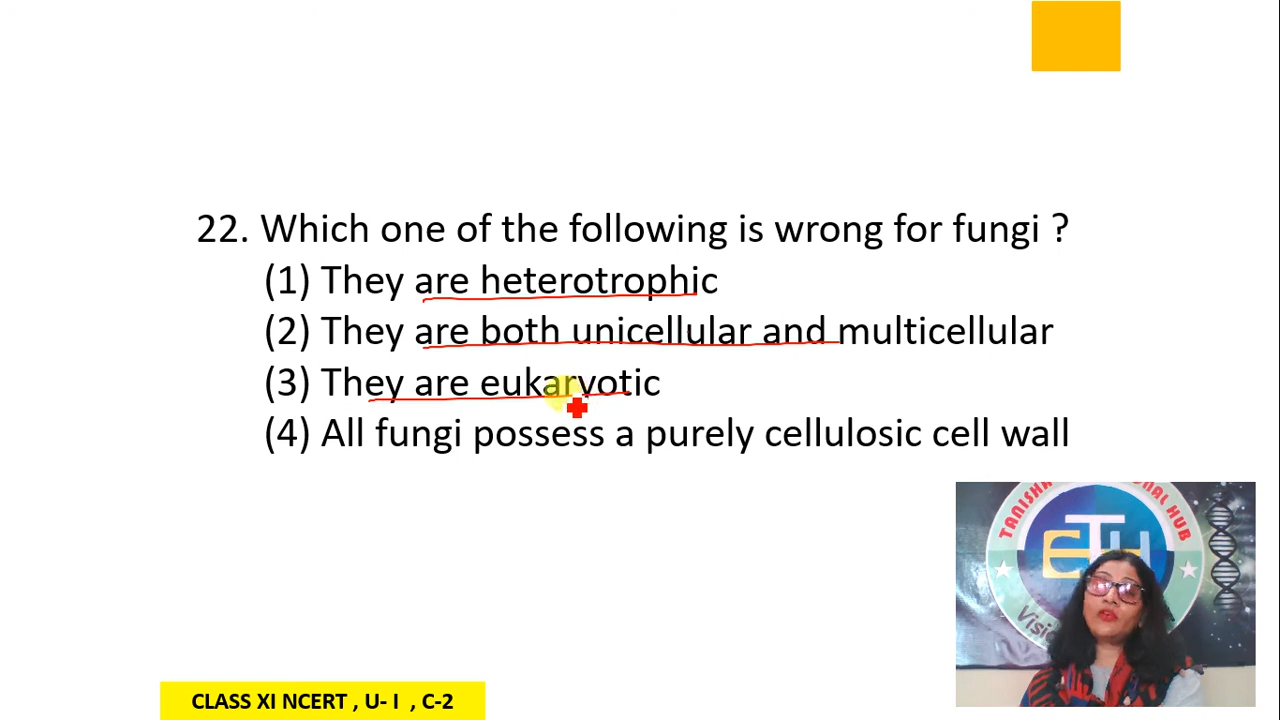 22. Which one of the following is wrong for fungi ?
(1) They are heterotrophic
(2) They are both unicellular and multicellular
(3) They are eukaryotic
(4) All fungi possess a purely cellulosic cell wall
ETH
CLASS XI NCERT , U- I , C-2